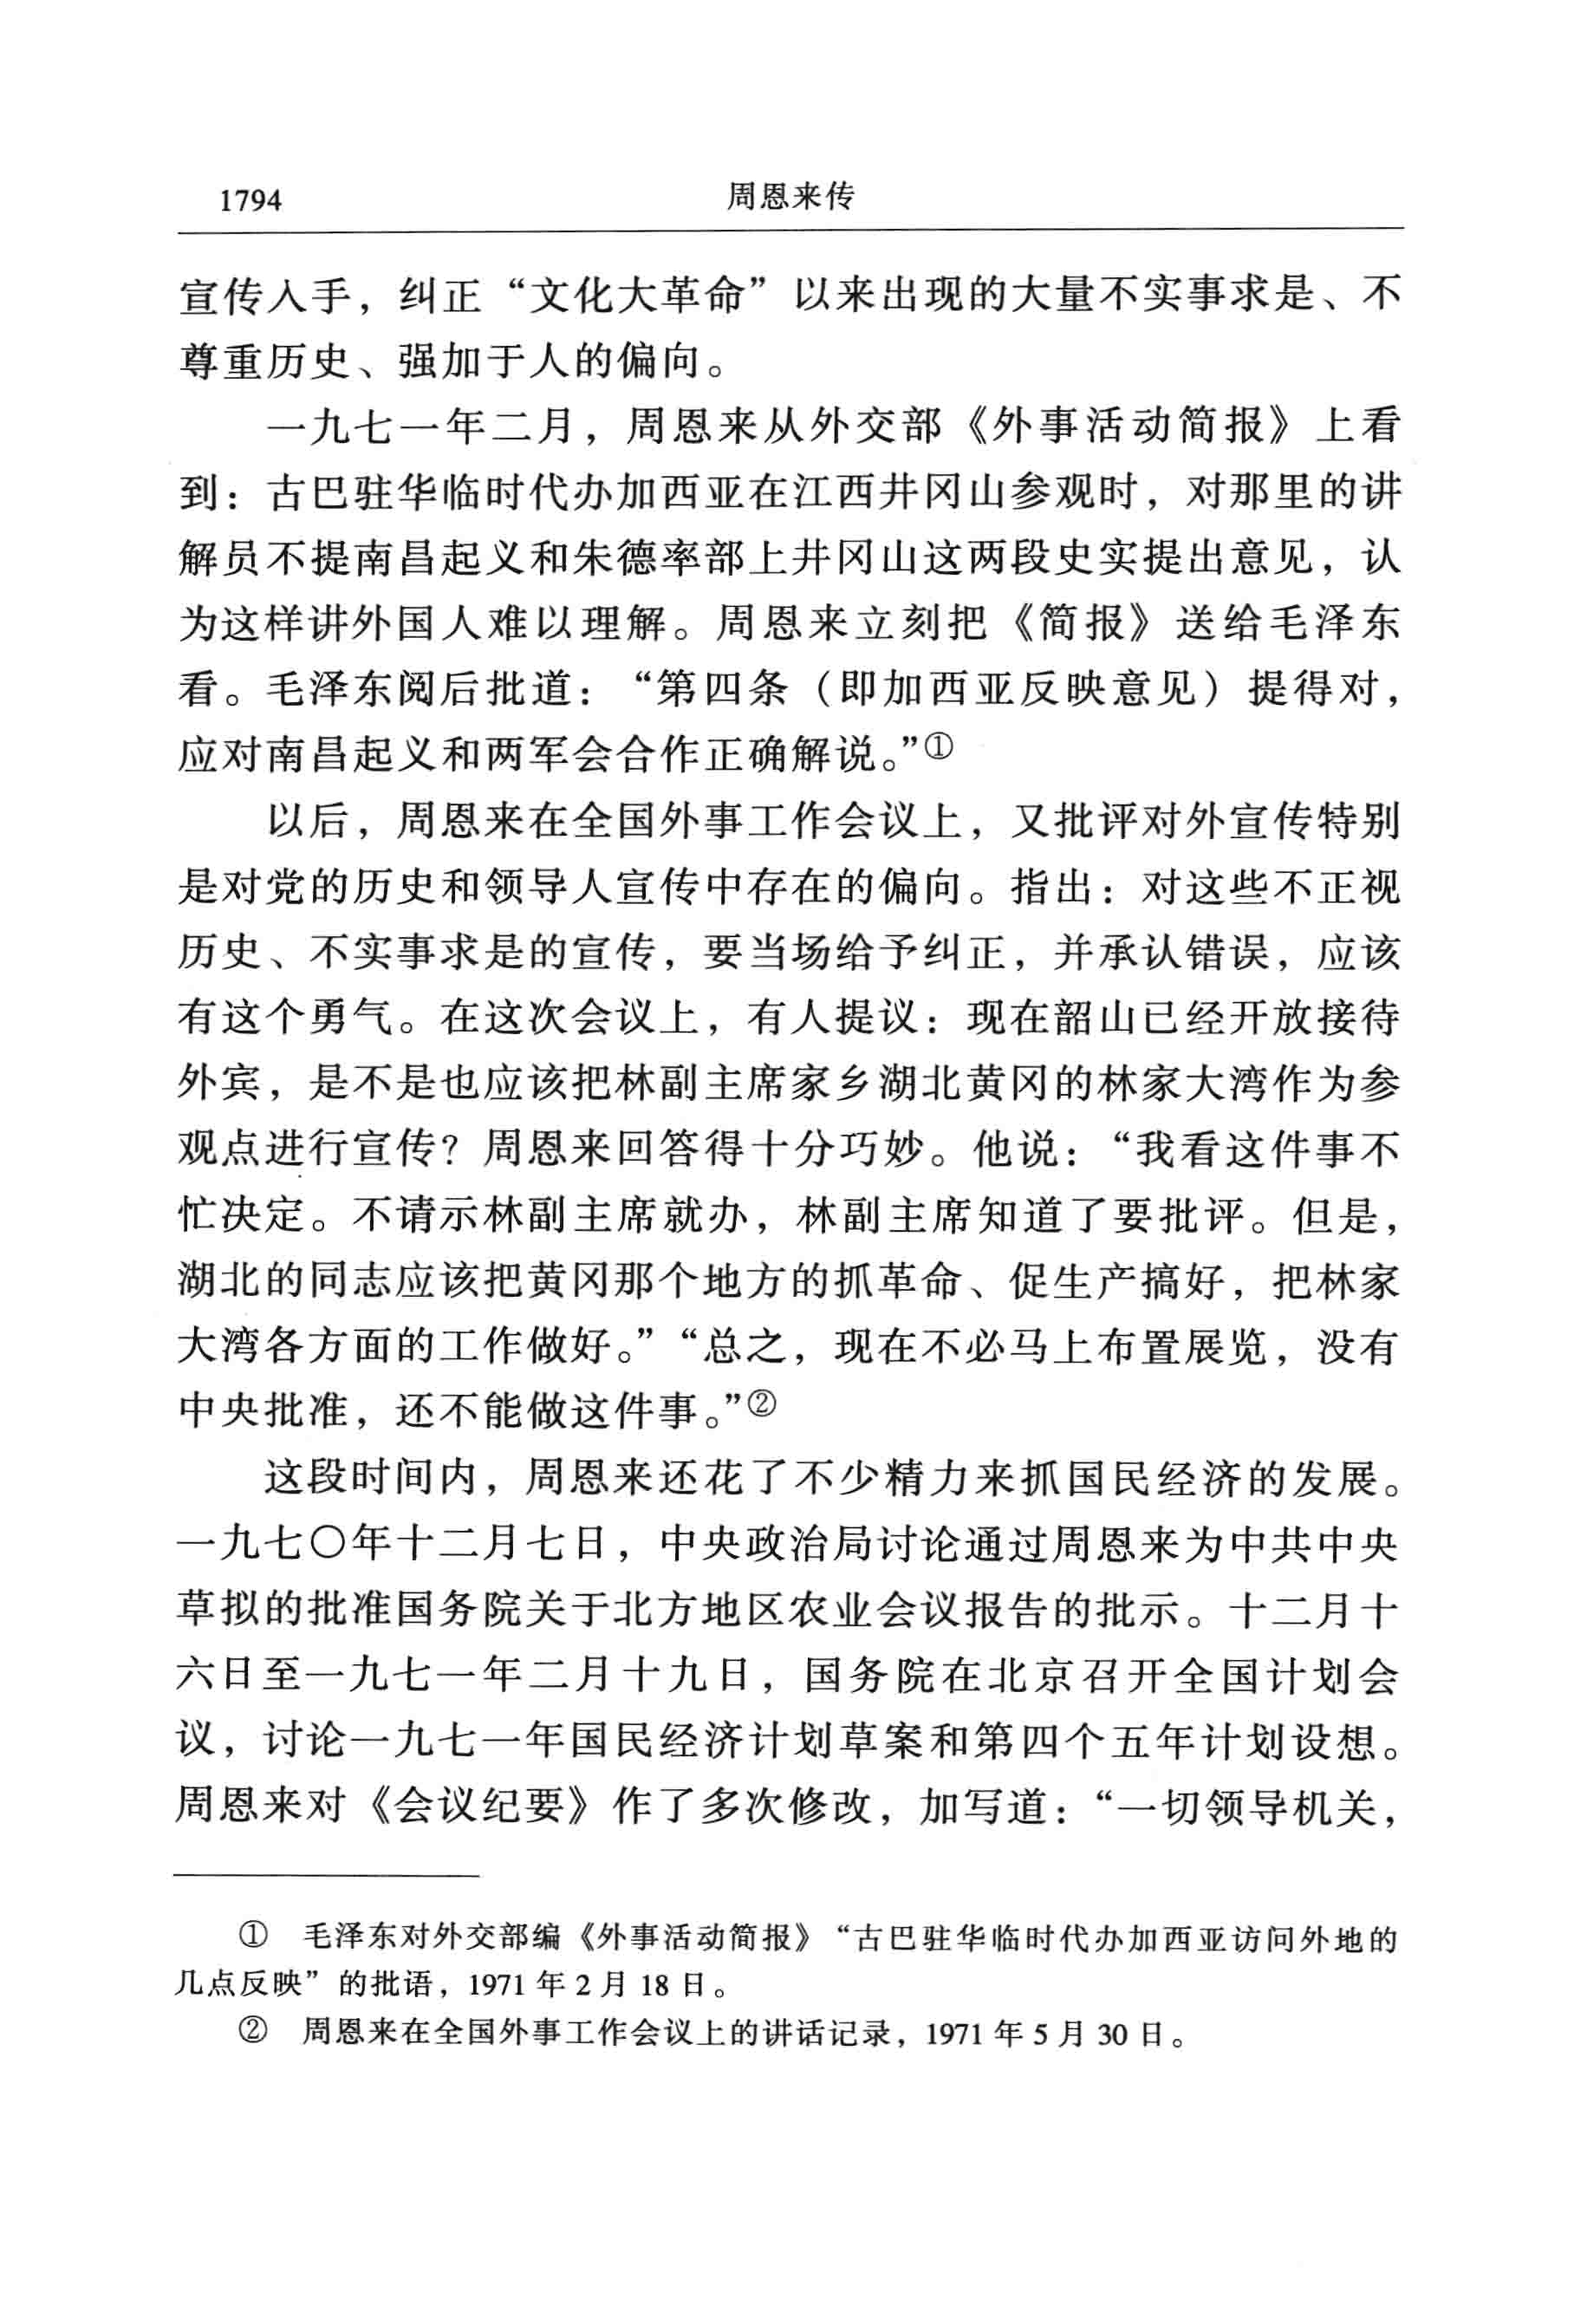 1794
周恩来传
宣传入手，纠正“文化大革命”以来出现的大量不实事求是、不
尊重历史、强加于人的偏向。
一九七一年二月，周恩来从外交部《外事活动简报》上看
到：古巴驻华临时代办加西亚在江西井冈山参观时，对那里的讲
解员不提南昌起义和朱德率部上井冈山这两段史实提出意见，认
为这样讲外国人难以理解。周恩来立刻把《简报》送给毛泽东
看。毛泽东阅后批道：“第四条（即加西亚反映意见）提得对，
应对南昌起义和两军会合作正确解说。”①
以后，周恩来在全国外事工作会议上，又批评对外宣传特别
是对党的历史和领导人宣传中存在的偏向。指出：对这些不正视
历史、不实事求是的宣传，要当场给予纠正，并承认错误，应该
有这个勇气。在这次会议上，有人提议：现在韶山已经开放接待
外宾，是不是也应该把林副主席家乡湖北黄冈的林家大湾作为参
观点进行宣传？周恩来回答得十分巧妙。他说：“我看这件事不
忙决定。不请示林副主席就办，林副主席知道了要批评。但是，
湖北的同志应该把黄冈那个地方的抓革命、促生产搞好，把林家
大湾各方面的工作做好。”“总之，现在不必马上布置展览，没有
中央批准，还不能做这件事。”②
这段时间内，周恩来还花了不少精力来抓国民经济的发展。
一九七〇年十二月七日，中央政治局讨论通过周恩来为中共中央
草拟的批准国务院关于北方地区农业会议报告的批示。十二月十
六日至一九七一年二月十九日，国务院在北京召开全国计划会
议，讨论一九七一年国民经济计划草案和第四个五年计划设想。
周恩来对《会议纪要》作了多次修改，加写道：“一切领导机关，
① 毛泽东对外交部编《外事活动简报》“古巴驻华临时代办加西亚访问外地的
几点反映”的批语，1971 年 2 月 18 日。
② 周恩来在全国外事工作会议上的讲话记录，1971 年 5 月 30 日。